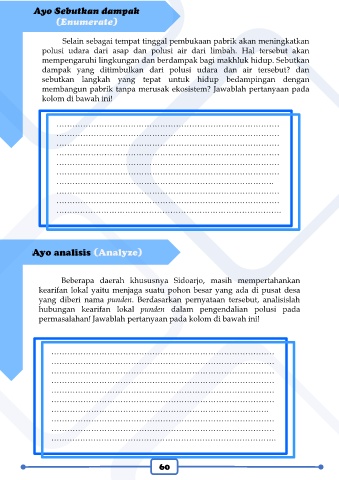 Ayo Sebutkan dampak
(Enumerate)
Selain sebagai tempat tinggal pembukaan pabrik akan meningkatkan
polusi udara dari asap dan polusi air dari limbah. Hal tersebut akan
mempengaruhi lingkungan dan berdampak bagi makhluk hidup. Sebutkan
dampak yang ditimbulkan dari polusi udara dan air tersebut? dan
sebutkan langkah yang tepat untuk hidup bedampingan dengan
membangun pabrik tanpa merusak ekosistem? Jawablah pertanyaan pada
kolom di bawah ini!
Ayo analisis (Analyze)
Beberapa daerah khususnya Sidoarjo, masih mempertahankan
kearifan lokal yaitu menjaga suatu pohon besar yang ada di pusat desa
yang diberi nama punden. Berdasarkan pernyataan tersebut, analisislah
hubungan kearifan lokal punden dalam pengendalian polusi pada
permasalahan! Jawablah pertanyaan pada kolom di bawah ini!
60